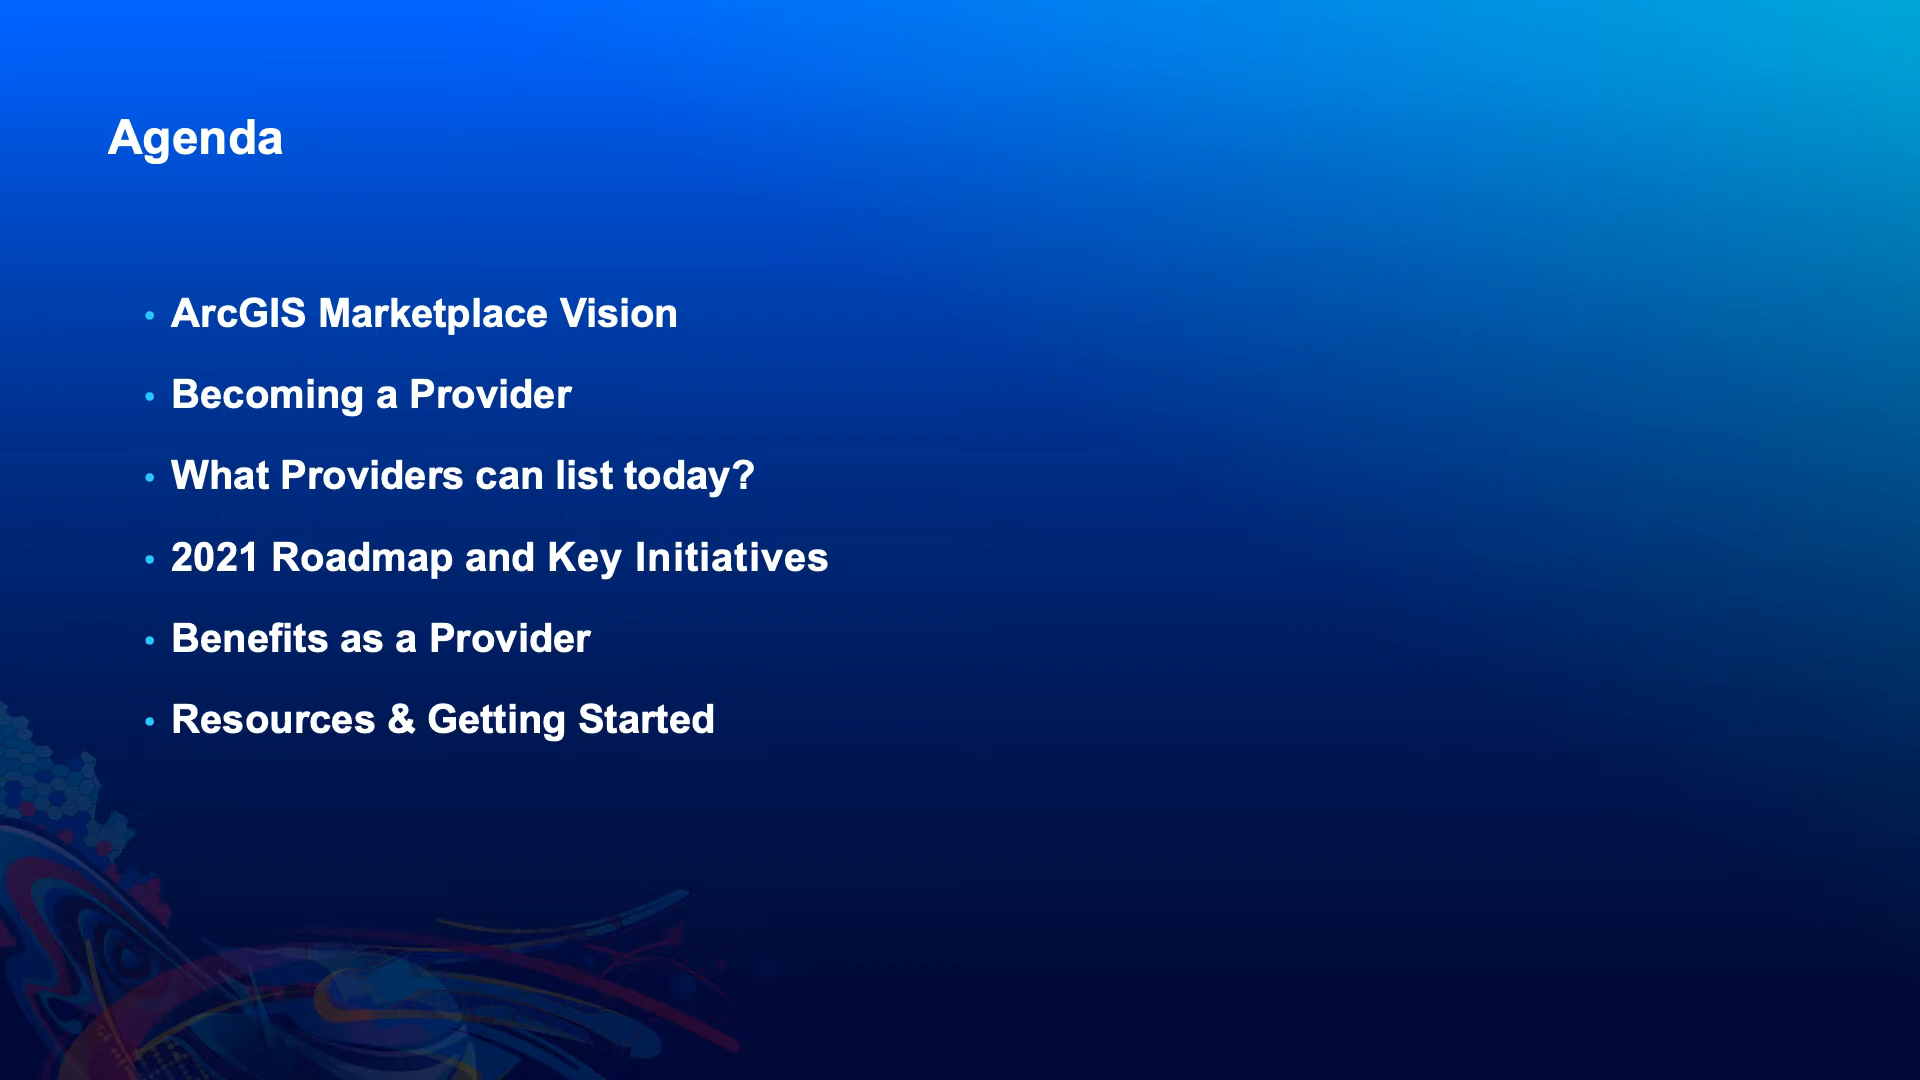 Agenda
• ArcGIS Marketplace Vision
• Becoming a Provider
• What Providers can list today?
• 2021 Roadmap and Key Initiatives
• Benefits as a Provider
• Resources & Getting Started